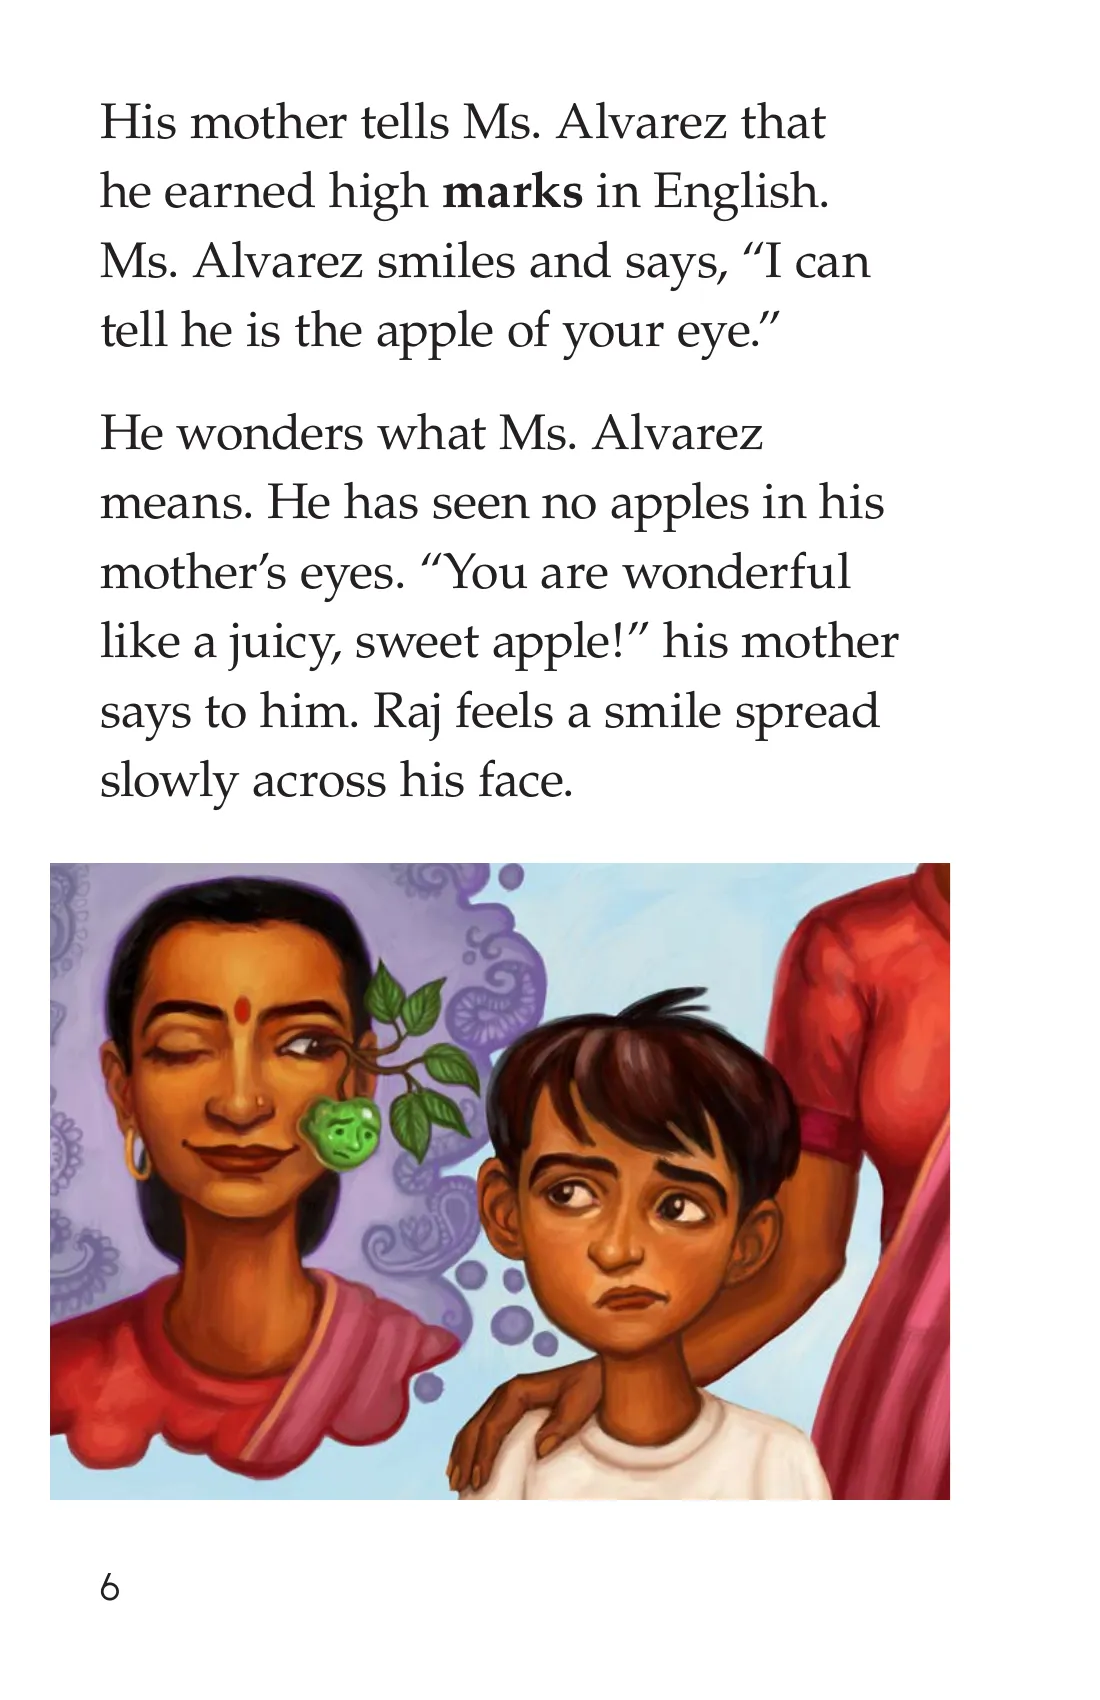 His mother tells Ms. Alvarez that
he earned high marks in English.
Ms. Alvarez smiles and says, “I can
tell he is the apple of your eye.”
He wonders what Ms. Alvarez
means. He has seen no apples in his
mother’s eyes. “You are wonderful
like a juicy, sweet apple!” his mother
says to him. Raj feels a smile spread
slowly across his face.
6